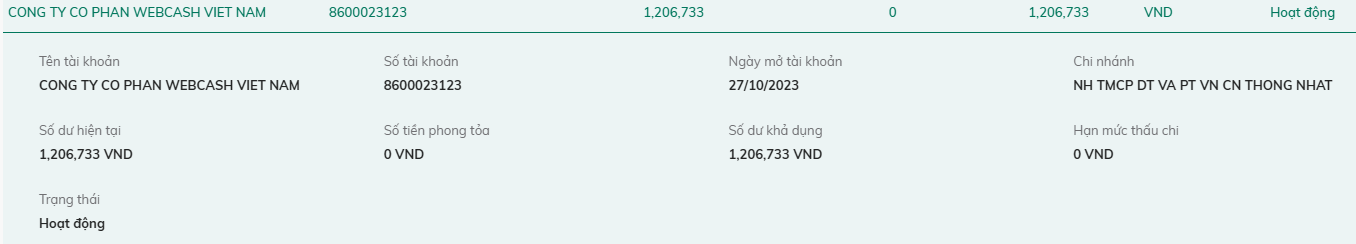 CONG TY CO PHAN WEBCASH VIET NAM 8600023123 1,206,733 0 1,206,733 VND Hoạt động
Tên tài khoản Số tài khoản Ngày mở tài khoản Chi nhánh
CONG TY CO PHAN WEBCASH VIET NAM 8600023123 27/10/2023 NH TMCP DT VA PT VN CN THONG NHAT
Số dư hiện tại Số tiền phong tỏa Số dư khả dụng Hạn mức thấu chi
1,206,733 VND 0 VND 1,206,733 VND 0 VND
Trạng thái
Hoạt động